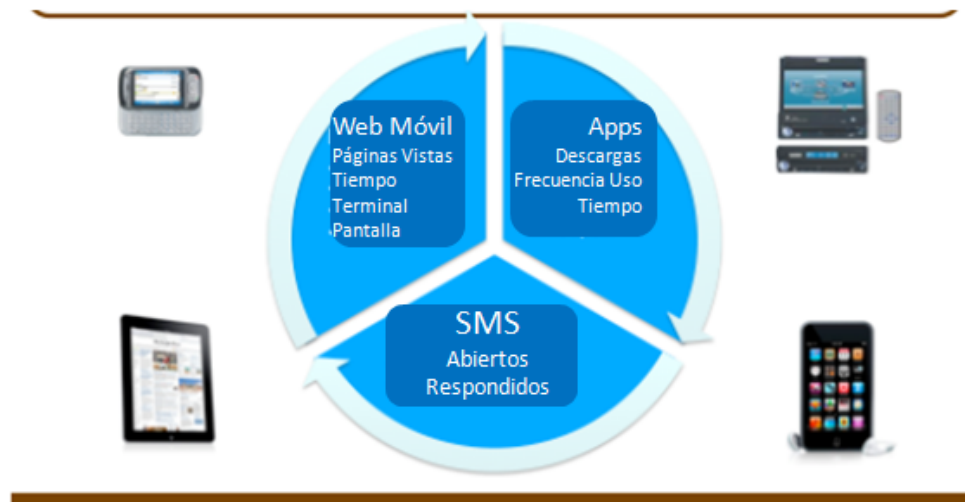 Web Móvil
Páginas Vistas
Tiempo
Terminal
Pantalla
Apps
Descargas
Frecuencia Uso
Tiempo
SMS
Abiertos
Respondidos